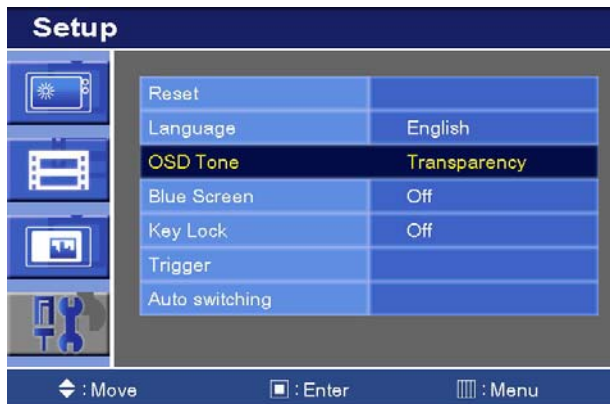 Setup
Reset
Language English
OSD Tone Transparency
Blue Screen Off
Key Lock Off
Trigger
Auto switching
: Move : Enter : Menu